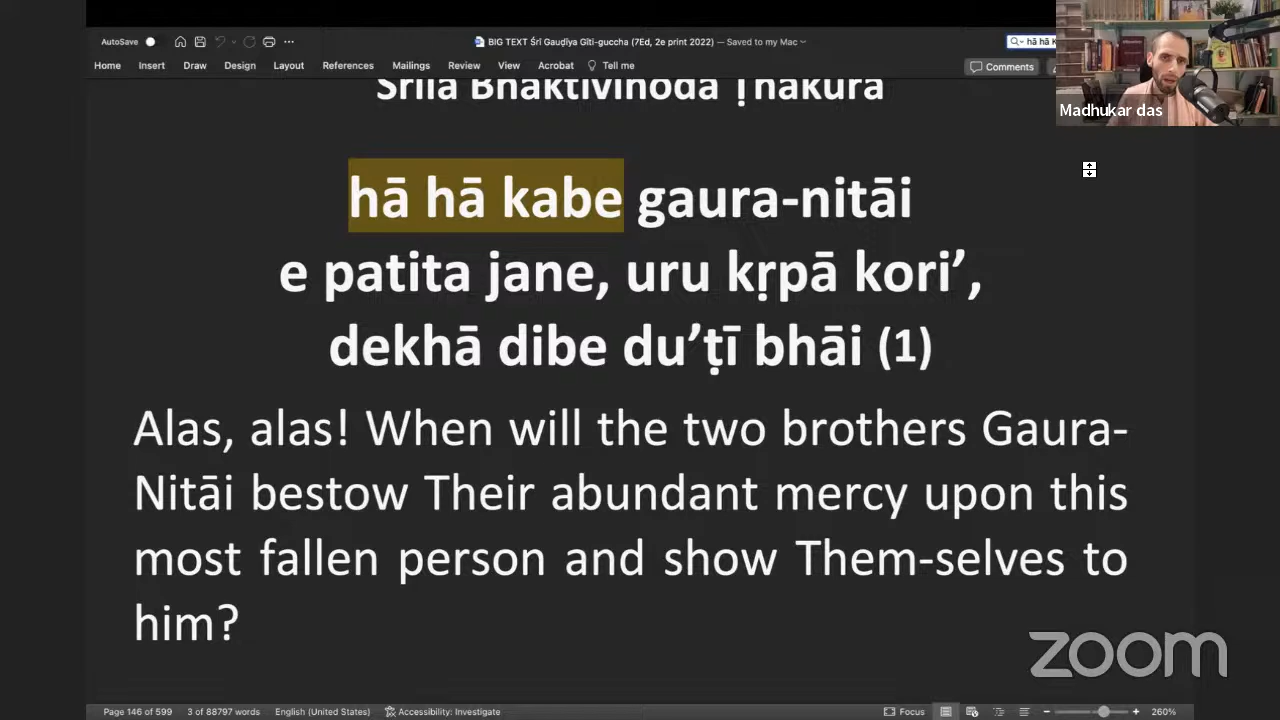 AutoSave
BIG TEXT Śrī Gauḍīya Gīti-guccha (7Ed, 2e print 2022) — Saved to my Mac
hā hā K
Home Insert Draw Design Layout References Mailings Review View Acrobat Tell me
Comments
Madhukar das
Śrīla Bhaktivinoda Ṭhākura
hā hā kabe gaura-nitāi
e patita jane, uru kṛpā kori’,
dekhā dibe du’ṭī bhāi (1)
Alas, alas! When will the two brothers Gaura-
Nitāi bestow Their abundant mercy upon this
most fallen person and show Them-selves to
him?
zoom
Page 146 of 599 3 of 88797 words English (United States) Accessibility: Investigate Focus 260%